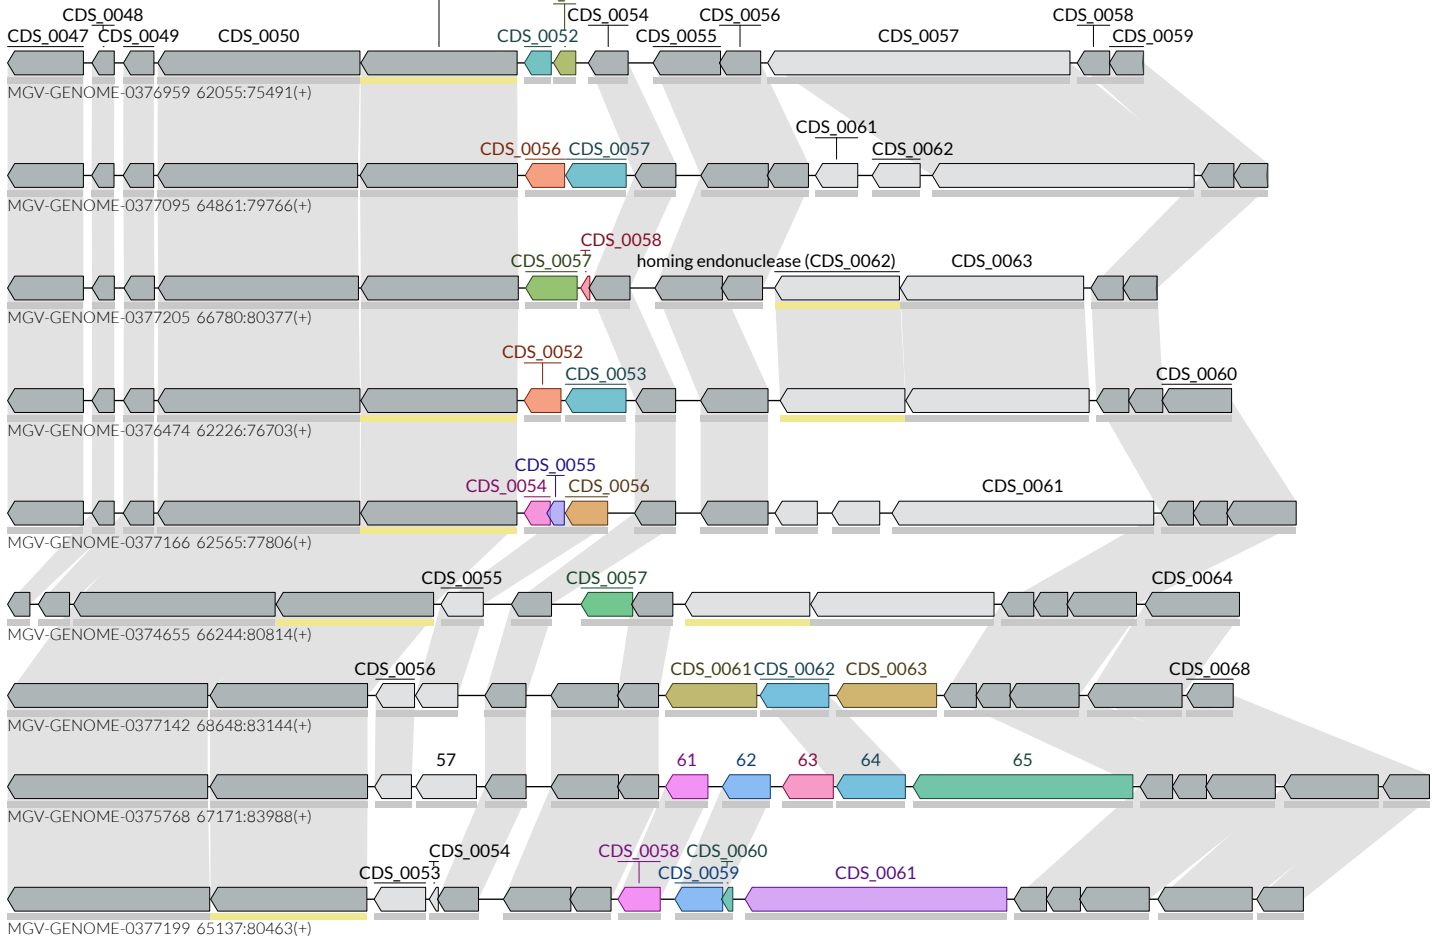 CDS_0048 CDS_0054 CDS_0056 CDS_0058
CDS_0047 CDS_0049 CDS_0050 CDS_0052 CDS_0055 CDS_0057 CDS_0059
MGV-GENOME-0376959 62055:75491(+)
CDS_0061
CDS_0056 CDS_0057 CDS_0062
MGV-GENOME-0377095 64861:79766(+)
CDS_0058
CDS_0057 homing endonuclease (CDS_0062) CDS_0063
MGV-GENOME-0377205 66780:80377(+)
CDS_0052
CDS_0053 CDS_0060
MGV-GENOME-0376474 62226:76703(+)
CDS_0055
CDS_0054 CDS_0056 CDS_0061
MGV-GENOME-0377166 62565:77806(+)
CDS_0055 CDS_0057 CDS_0064
MGV-GENOME-0374655 66244:80814(+)
CDS_0056 CDS_0061 CDS_0062 CDS_0063 CDS_0068
MGV-GENOME-0377142 68648:83144(+)
57 61 62 63 64 65
MGV-GENOME-0375768 67171:83988(+)
CDS_0054 CDS_0058 CDS_0060
CDS_0053 CDS_0059 CDS_0061
MGV-GENOME-0377199 65137:80463(+)